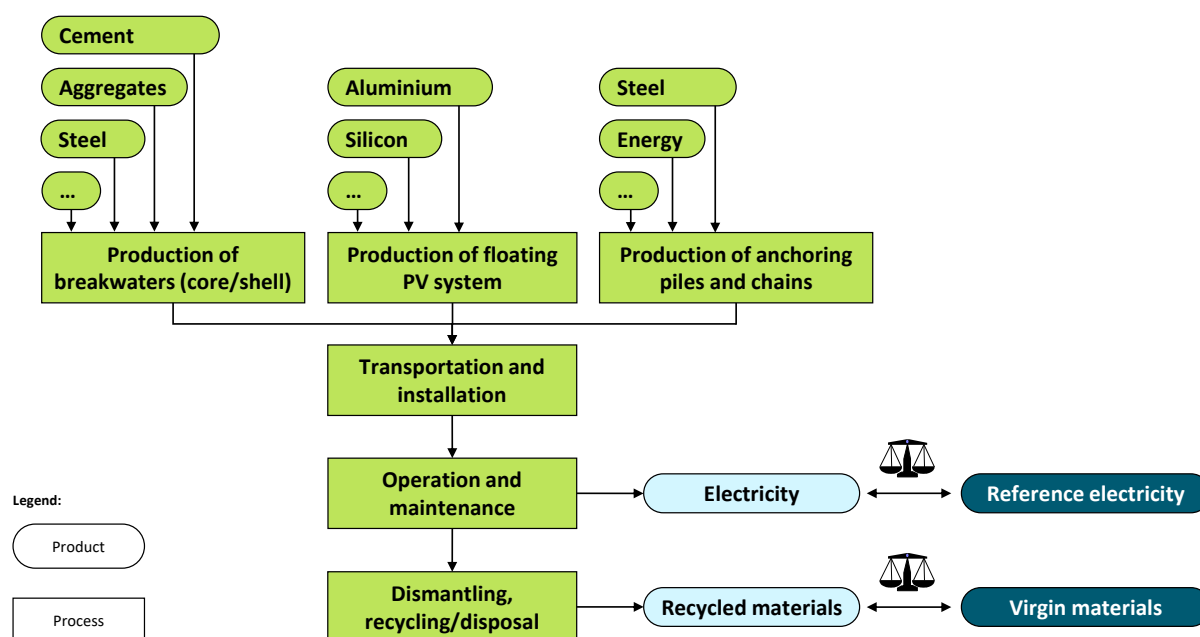 Cement
Aggregates
Steel
...
Aluminium
Silicon
...
Steel
Energy
...
Production of
breakwaters (core/shell)
Production of floating
PV system
Production of anchoring
piles and chains
Transportation and
installation
Operation and
maintenance
Electricity
Reference electricity
Dismantling,
recycling/disposal
Recycled materials
Virgin materials
Legend:
Product
Process